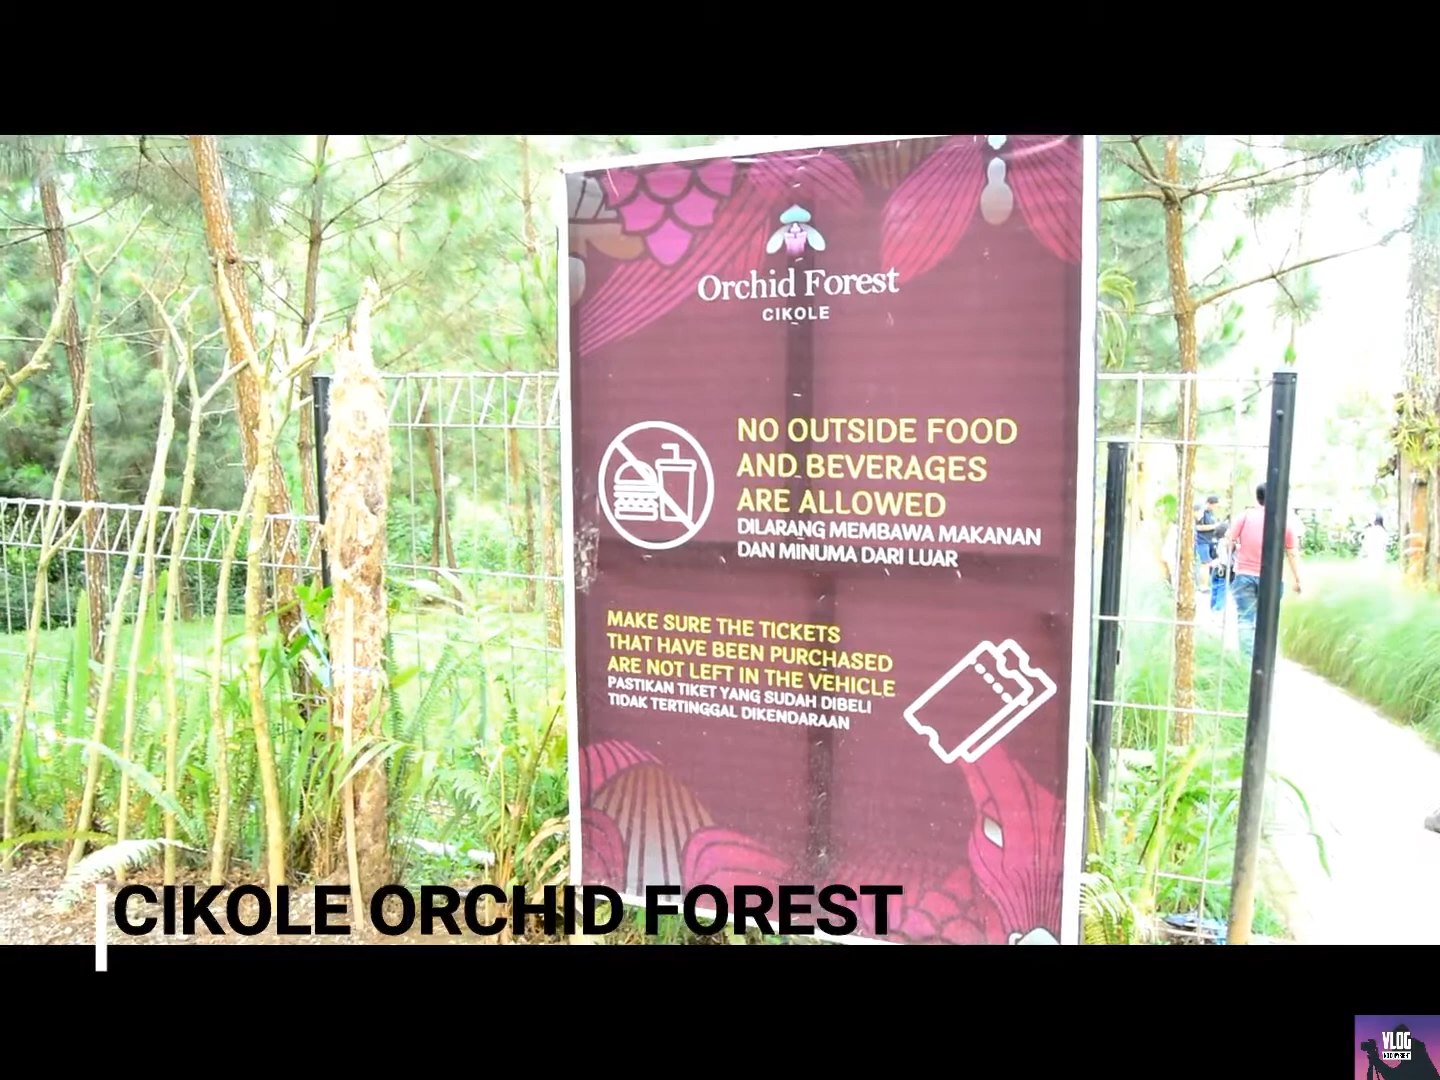 Orchid Forest
CIKOLE
NO OUTSIDE FOOD
AND BEVERAGES
ARE ALLOWED
DILARANG MEMBAWA MAKANAN
DAN MINUMA DARI LUAR
MAKE SURE THE TICKETS
THAT HAVE BEEN PURCHASED
ARE NOT LEFT IN THE VEHICLE
PASTIKAN TIKET YANG SUDAH DIBELI
TIDAK TERTINGGAL DIKENDARAAN
CIKOLE ORCHID FOREST
VLOG